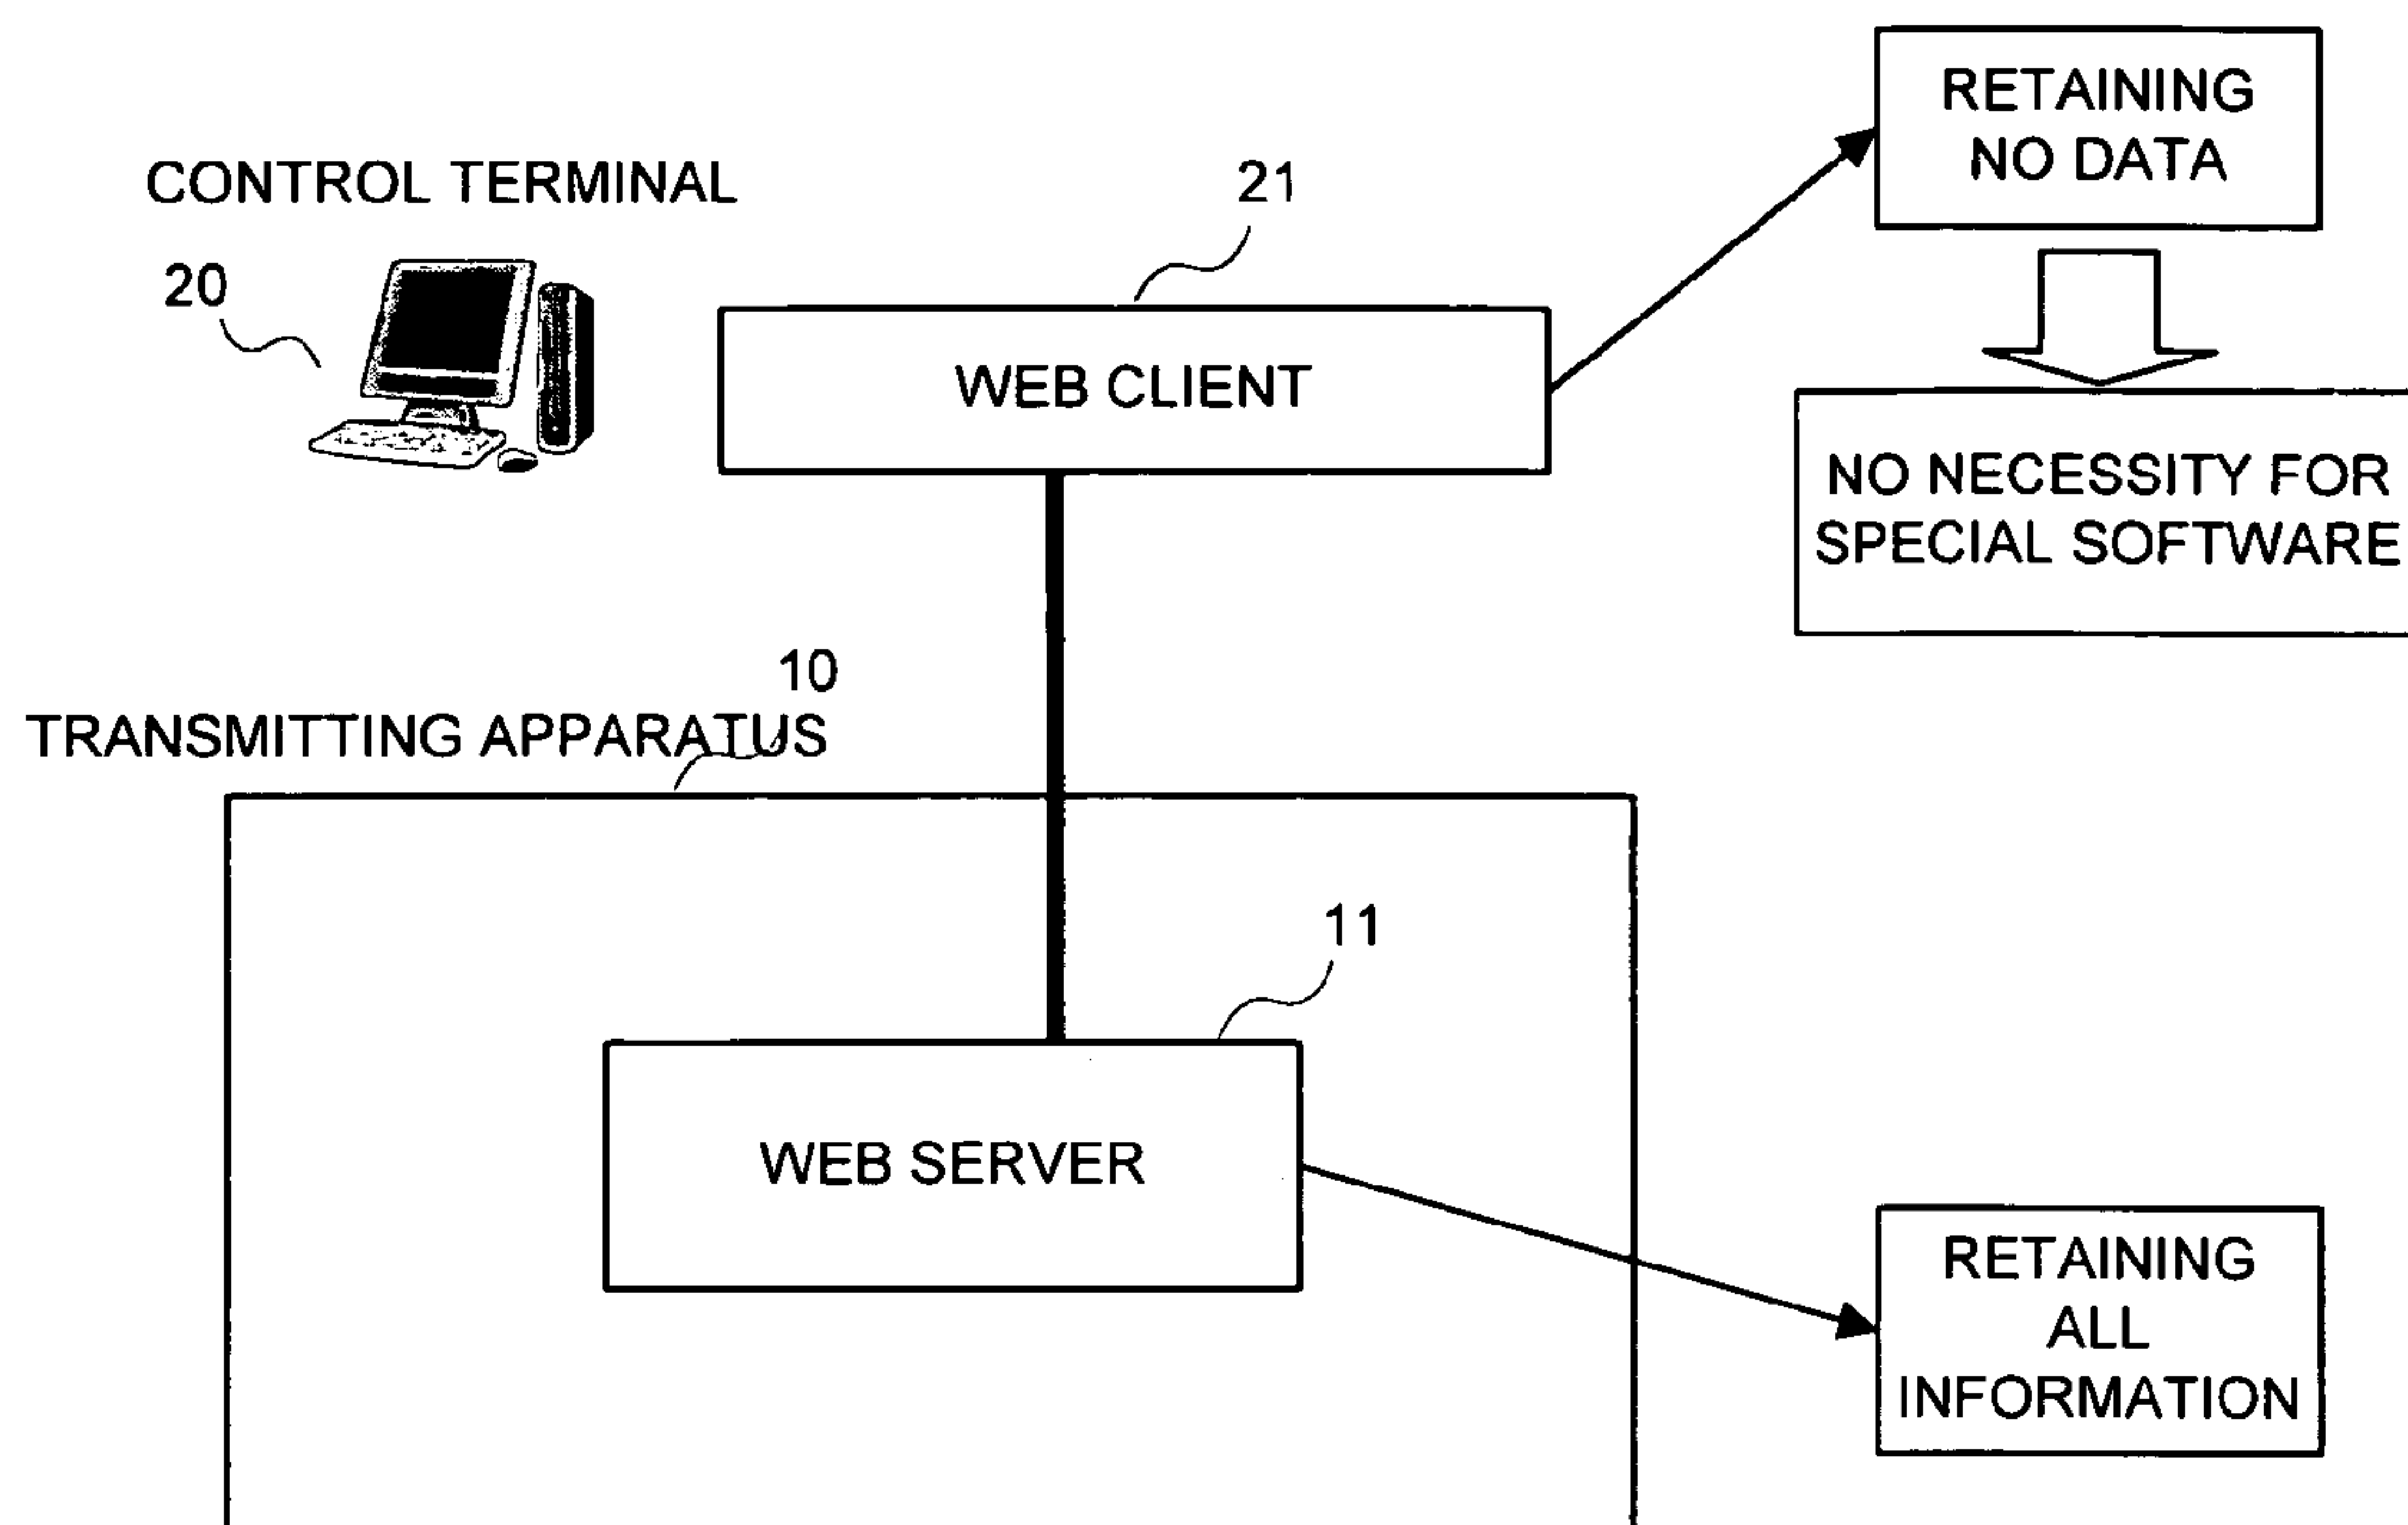 RETAINING
NO DATA
CONTROL TERMINAL
21
20
WEB CLIENT
NO NECESSITY FOR
SPECIAL SOFTWARE
10
TRANSMITTING APPARATUS
11
WEB SERVER
RETAINING
ALL
INFORMATION